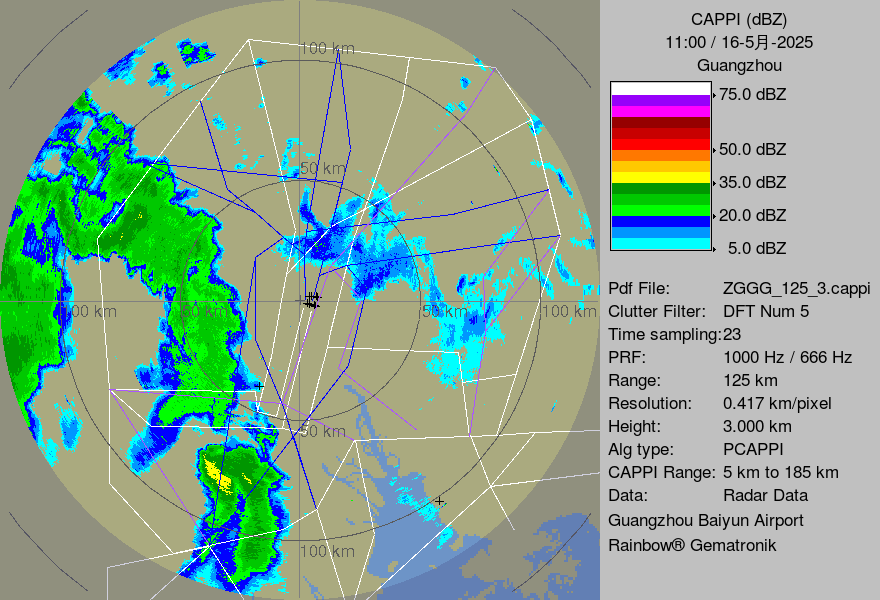 CAPPI (dBZ)
11:00 / 16-5月-2025
Guangzhou
75.0 dBZ
50.0 dBZ
35.0 dBZ
20.0 dBZ
5.0 dBZ
Pdf File: ZGGG_125_3.cappi
Clutter Filter: DFT Num 5
Time sampling:23
PRF: 1000 Hz / 666 Hz
Range: 125 km
Resolution: 0.417 km/pixel
Height: 3.000 km
Alg type: PCAPPI
CAPPI Range: 5 km to 185 km
Data: Radar Data
Guangzhou Baiyun Airport
Rainbow® Gematronik
100 km
50 km
100 km
50 km
50 km
100 km
50 km
100 km